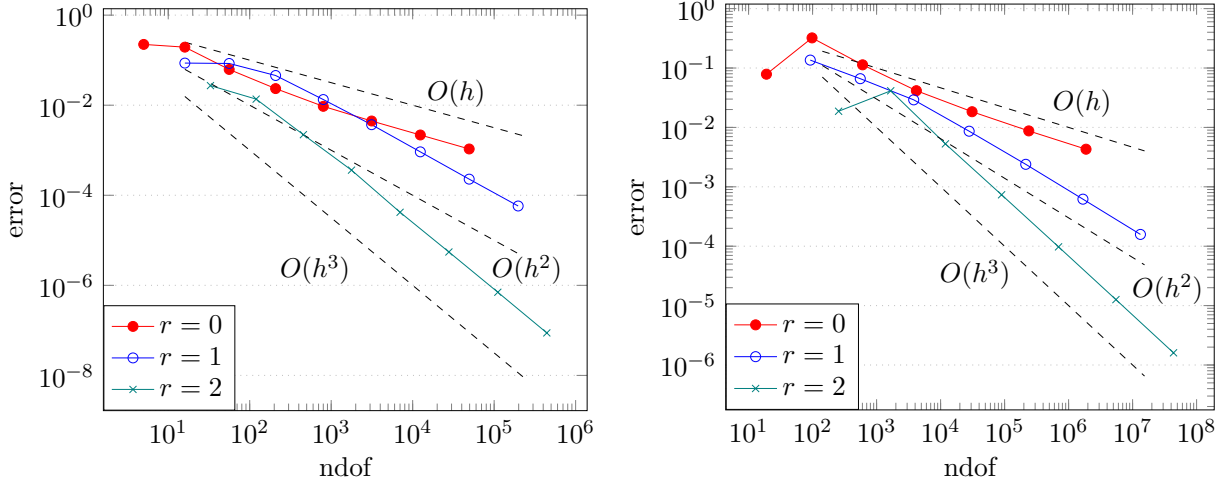 10^0
10^-2
10^-4
10^-6
10^-8
error
O(h)
O(h^3)
O(h^2)
r = 0
r = 1
r = 2
10^1
10^2
10^3
10^4
10^5
10^6
ndof
10^0
10^-1
10^-2
10^-3
10^-4
10^-5
10^-6
error
O(h)
O(h^3)
O(h^2)
r = 0
r = 1
r = 2
10^1
10^2
10^3
10^4
10^5
10^6
10^7
10^8
ndof